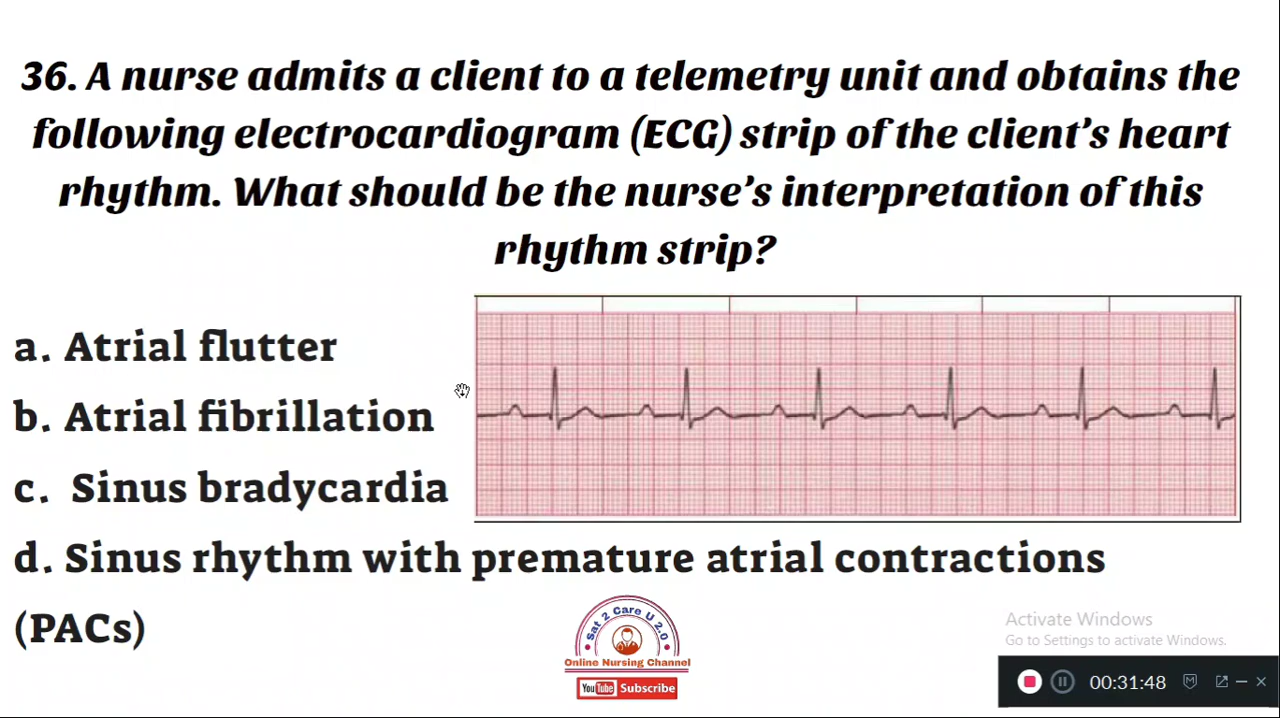 36. A nurse admits a client to a telemetry unit and obtains the
following electrocardiogram (ECG) strip of the client's heart
rhythm. What should be the nurse's interpretation of this
rhythm strip?
a. Atrial flutter
b. Atrial fibrillation
c. Sinus bradycardia
d. Sinus rhythm with premature atrial contractions
(PACs)
Sat 2 Care U 2.0
Online Nursing Channel
YouTube Subscribe
Activate Windows
Go to Settings to activate Windows.
00:31:48